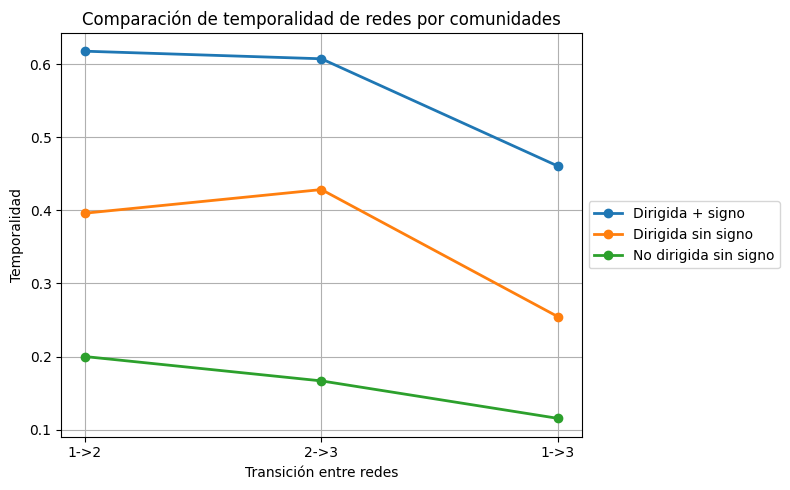 Comparación de temporalidad de redes por comunidades
Temporalidad
0.6
0.5
0.4
0.3
0.2
0.1
1->2
2->3
1->3
Transición entre redes
Dirigida + signo
Dirigida sin signo
No dirigida sin signo